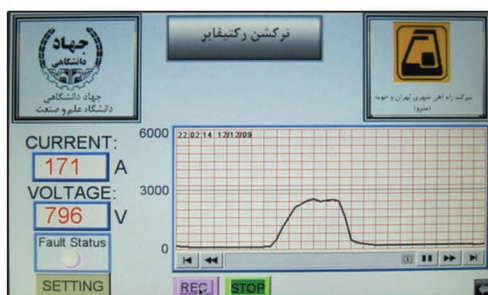 جهاد
دانشگاهی
جهاد دانشگاهی
دانشگاه علم و صنعت
ترکشن رکتیفایر
شرکت راه آهن شهری تهران و حومه
(مترو)
CURRENT:
171 A
VOLTAGE:
796 V
Fault Status
SETTING
6000
3000
0
22:02:14 12/12/09
REC
STOP